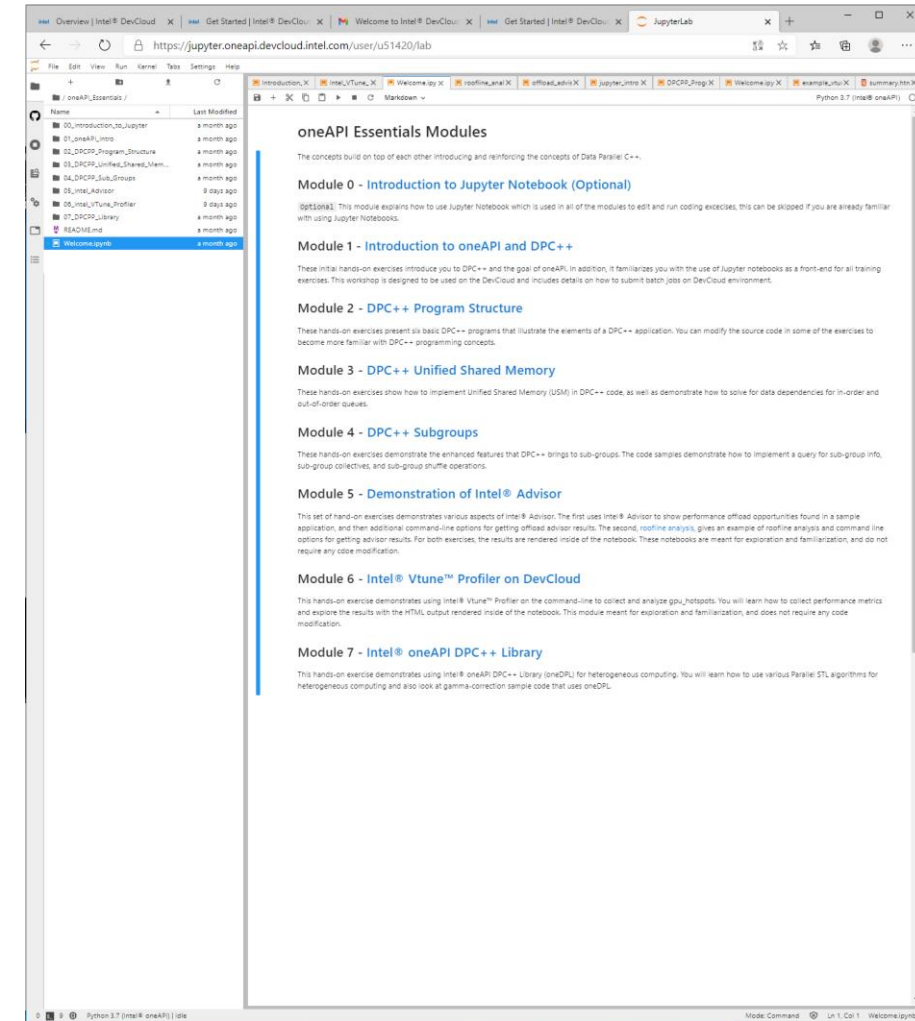 Overview | Intel® DevCloud
Get Started | Intel® DevClou
Welcome to Intel® DevClou
Get Started | Intel® DevClou
JupyterLab
https://jupyter.oneapi.devcloud.intel.com/user/u51420/lab
File Edit View Run Kernel Tabs Settings Help
Introduction, X Intel_VTune_ X Welcome.ipy X roofline_anal X offload_advis X jupyter_intro X DPCPP_Progr X Welcome.ipy X example_vtu X summary.htm X
/ oneAPI_Essentials /
Markdown
Python 3.7 (Intel® oneAPI)
Name Last Modified
00_Introduction_to_Jupyter a month ago
01_oneAPI_Intro a month ago
02_DPCPP_Program_Structure a month ago
03_DPCPP_Unified_Shared_Mem... a month ago
04_DPCPP_Sub_Groups a month ago
05_Intel_Advisor 9 days ago
06_Intel_VTune_Profiler 9 days ago
07_DPCPP_Library a month ago
README.md a month ago
Welcome.ipynb a month ago
oneAPI Essentials Modules
The concepts build on top of each other introducing and reinforcing the concepts of Data Parallel C++.
Module 0 - Introduction to Jupyter Notebook (Optional)
Optional This module explains how to use Jupyter Notebook which is used in all of the modules to edit and run coding excecises, this can be skipped if you are already familiar
with using Jupyter Notebooks.
Module 1 - Introduction to oneAPI and DPC++
These initial hands-on exercises introduce you to DPC++ and the goal of oneAPI. In addition, it familiarizes you with the use of Jupyter notebooks as a front-end for all training
exercises. This workshop is designed to be used on the DevCloud and includes details on how to submit batch jobs on DevCloud environment.
Module 2 - DPC++ Program Structure
These hands-on exercises present six basic DPC++ programs that illustrate the elements of a DPC++ application. You can modify the source code in some of the exercises to
become more familiar with DPC++ programming concepts.
Module 3 - DPC++ Unified Shared Memory
These hands-on exercises show how to implement Unified Shared Memory (USM) in DPC++ code, as well as demonstrate how to solve for data dependencies for in-order and
out-of-order queues.
Module 4 - DPC++ Subgroups
These hands-on exercises demonstrate the enhanced features that DPC++ brings to sub-groups. The code samples demonstrate how to implement a query for sub-group info,
sub-group collectives, and sub-group shuffle operations.
Module 5 - Demonstration of Intel® Advisor
This set of hand-on exercises demonstrates various aspects of Intel® Advisor. The first uses Intel® Advisor to show performance offload opportunities found in a sample
application, and then additional command-line options for getting offload advisor results. The second, roofline analysis, gives an example of roofline analysis and command line
options for getting advisor results. For both exercises, the results are rendered inside of the notebook. These notebooks are meant for exploration and familiarization, and do not
require any cdoe modification.
Module 6 - Intel® Vtune™ Profiler on DevCloud
This hands-on exercise demonstrates using Intel® Vtune™ Profiler on the command-line to collect and analyze gpu_hotspots. You will learn how to collect performance metrics
and explore the results with the HTML output rendered inside of the notebook. This module meant for exploration and familiarization, and does not require any code
modification.
Module 7 - Intel® oneAPI DPC++ Library
This hands-on exercise demonstrates using Intel® oneAPI DPC++ Library (oneDPL) for heterogeneous computing. You will learn how to use various Parallel STL algorithms for
heterogeneous computing and also look at gamma-correction sample code that uses oneDPL.
0 9 Python 3.7 (Intel® oneAPI) | Idle
Mode: Command Ln 1, Col 1 Welcome.ipynb